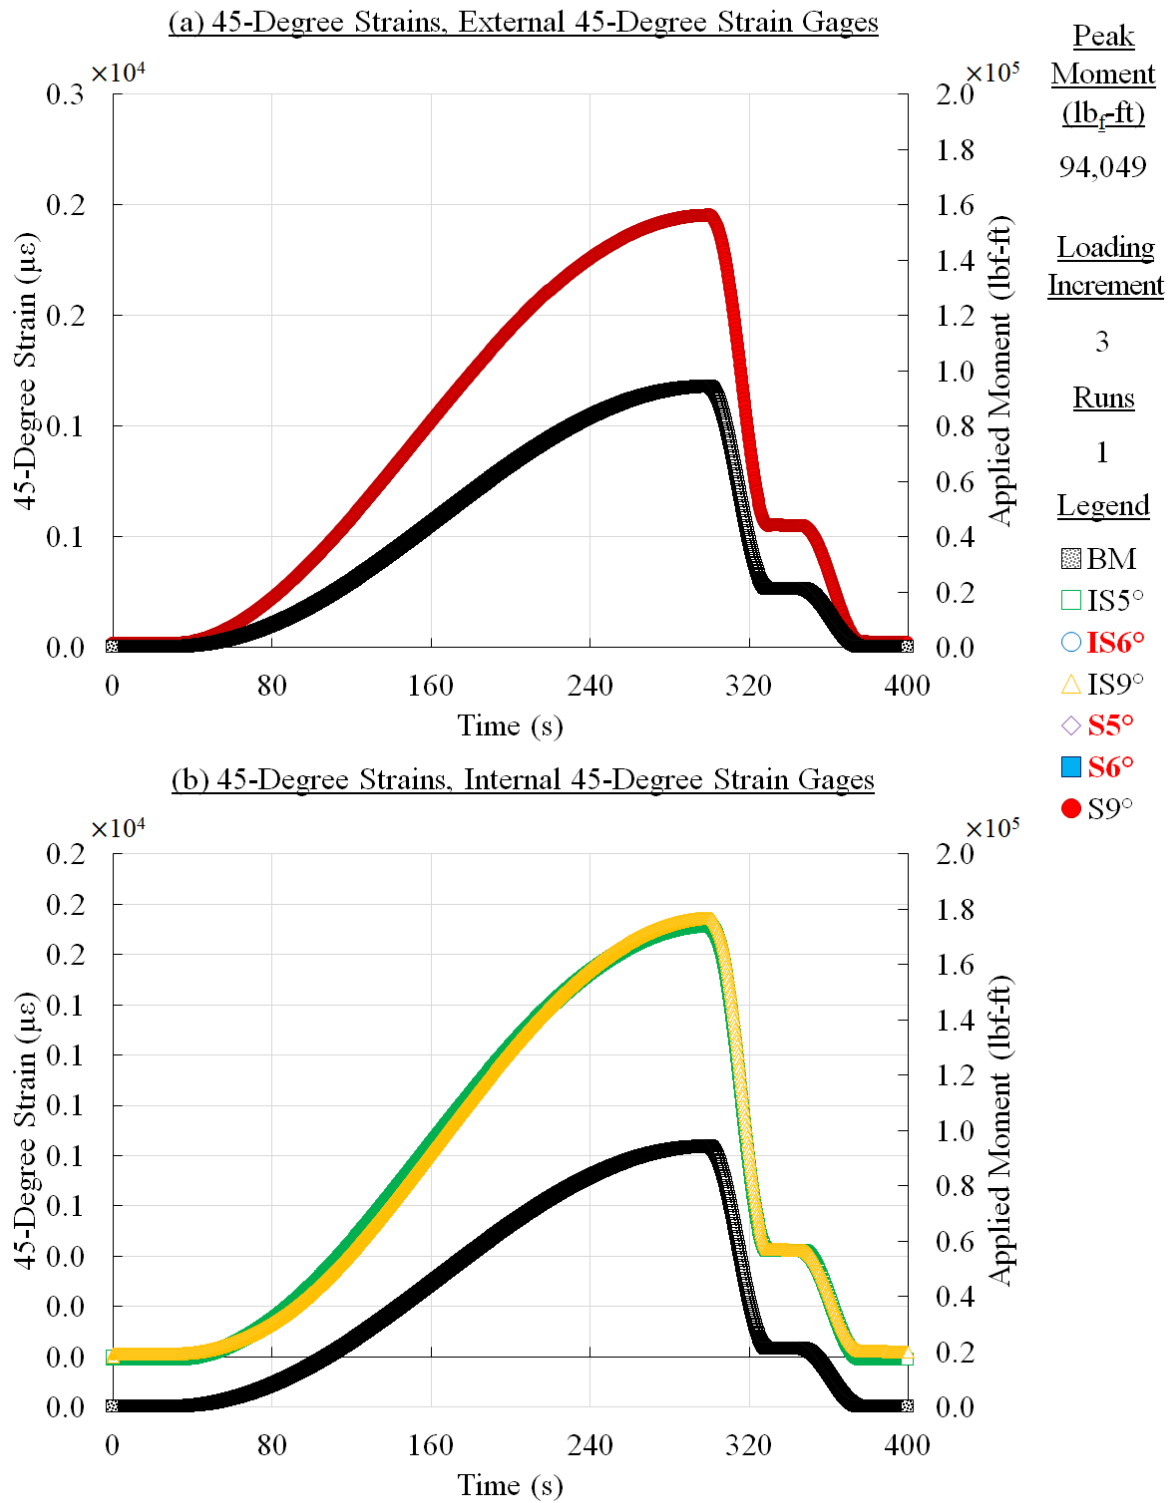 (a) 45-Degree Strains, External 45-Degree Strain Gages
×10⁴
×10⁵
0.3
0.2
0.2
0.1
0.1
0.0
45-Degree Strain (με)
2.0
1.8
1.6
1.4
1.2
1.0
0.8
0.6
0.4
0.2
0.0
Applied Moment (lbf-ft)
0
80
160
240
320
400
Time (s)
Peak
Moment
(lbf-ft)
94,049
Loading
Increment
3
Runs
1
Legend
BM
IS5°
IS6°
IS9°
S5°
S6°
S9°
(b) 45-Degree Strains, Internal 45-Degree Strain Gages
×10⁴
×10⁵
0.2
0.2
0.2
0.1
0.1
0.1
0.1
0.1
0.0
0.0
0.0
0.0
45-Degree Strain (με)
2.0
1.8
1.6
1.4
1.2
1.0
0.8
0.6
0.4
0.2
0.0
Applied Moment (lbf-ft)
0
80
160
240
320
400
Time (s)